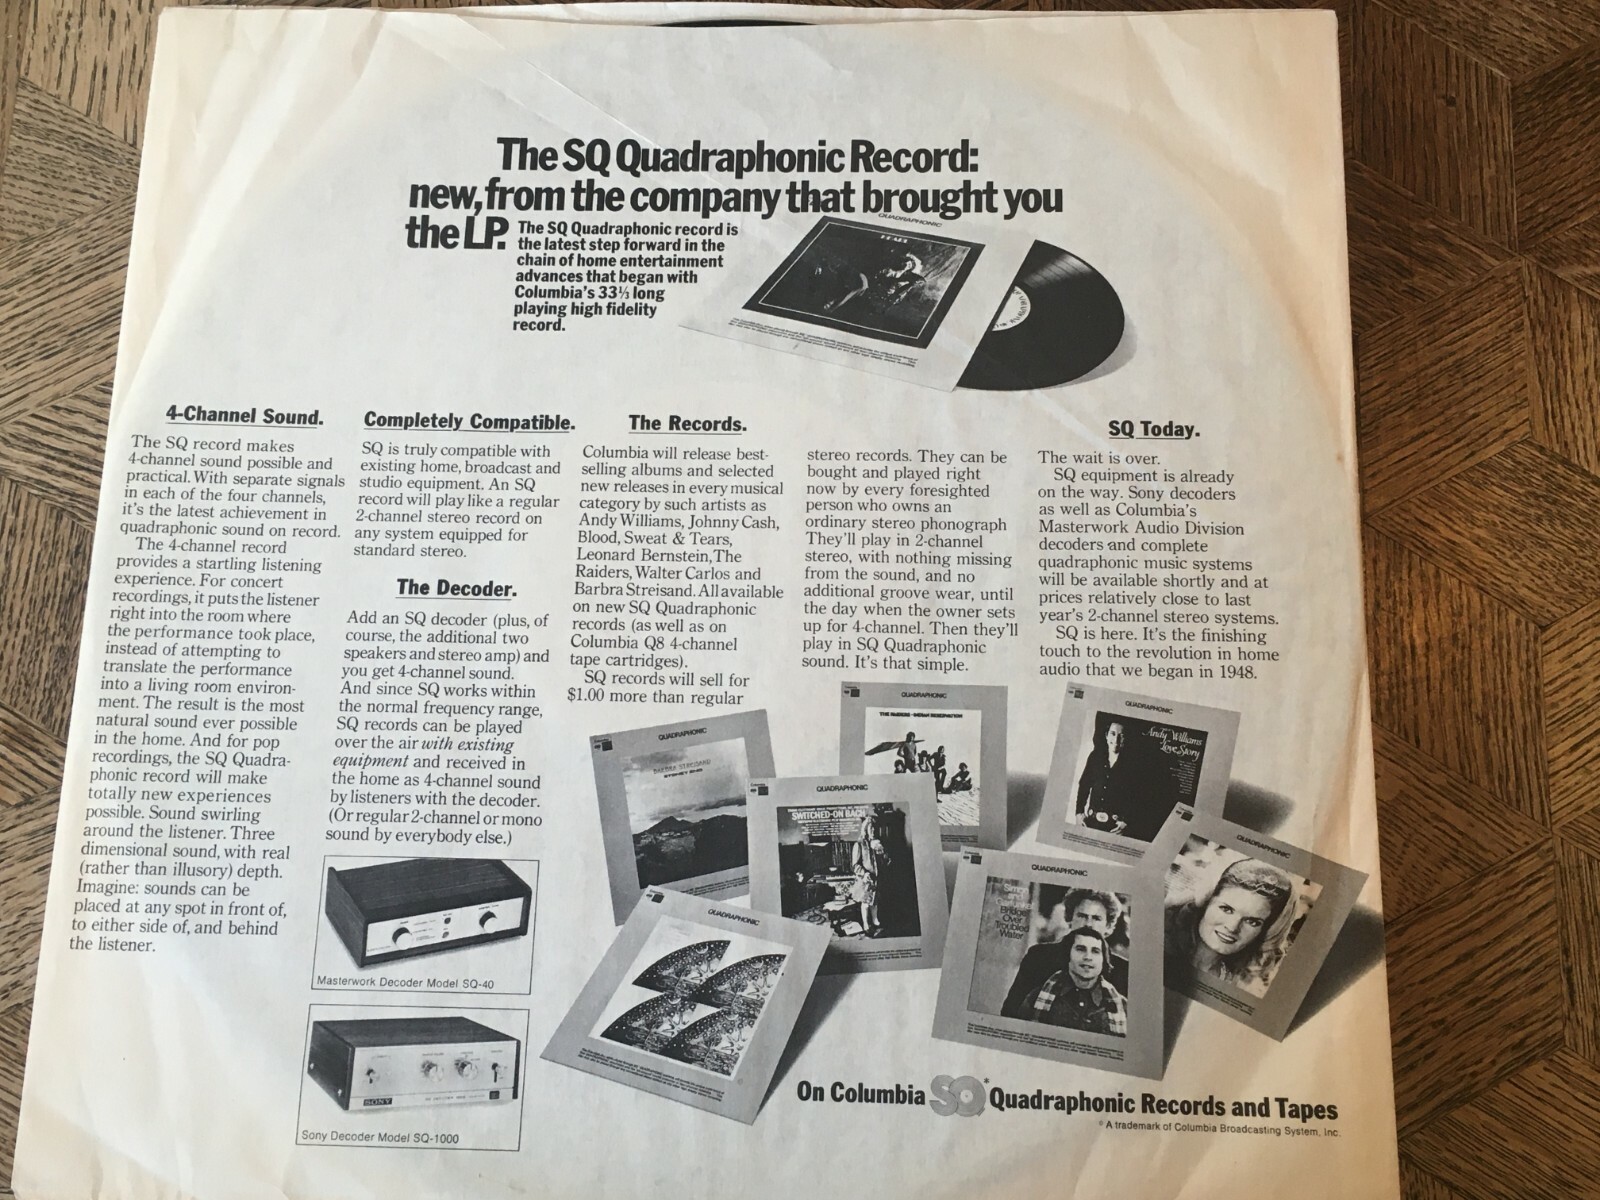 The SQ Quadraphonic Record:
new, from the company that brought you
the LP.
The SQ Quadraphonic record is
the latest step forward in the
chain of home entertainment
advances that began with
Columbia's 33⅓ long
playing high fidelity
record.
QUADRAPHONIC
PEARL
4-Channel Sound.
The SQ record makes
4-channel sound possible and
practical. With separate signals
in each of the four channels,
it's the latest achievement in
quadraphonic sound on record.
The 4-channel record
provides a startling listening
experience. For concert
recordings, it puts the listener
right into the room where
the performance took place,
instead of attempting to
translate the performance
into a living room environ-
ment. The result is the most
natural sound ever possible
in the home. And for pop
recordings, the SQ Quadra-
phonic record will make
totally new experiences
possible. Sound swirling
around the listener. Three
dimensional sound, with real
(rather than illusory) depth.
Imagine: sounds can be
placed at any spot in front of,
to either side of, and behind
the listener.
Completely Compatible.
SQ is truly compatible with
existing home, broadcast and
studio equipment. An SQ
record will play like a regular
2-channel stereo record on
any system equipped for
standard stereo.
The Decoder.
Add an SQ decoder (plus, of
course, the additional two
speakers and stereo amp) and
you get 4-channel sound.
And since SQ works within
the normal frequency range,
SQ records can be played
over the air with existing
equipment and received in
the home as 4-channel sound
by listeners with the decoder.
(Or regular 2-channel or mono
sound by everybody else.)
Masterwork Decoder Model SQ-40
SONY
Sony Decoder Model SQ-1000
The Records.
Columbia will release best-
selling albums and selected
new releases in every musical
category by such artists as
Andy Williams, Johnny Cash,
Blood, Sweat & Tears,
Leonard Bernstein, The
Raiders, Walter Carlos and
Barbra Streisand. All available
on new SQ Quadraphonic
records (as well as on
Columbia Q8 4-channel
tape cartridges).
SQ records will sell for
$1.00 more than regular
stereo records. They can be
bought and played right
now by every foresighted
person who owns an
ordinary stereo phonograph
They'll play in 2-channel
stereo, with nothing missing
from the sound, and no
additional groove wear, until
the day when the owner sets
up for 4-channel. Then they'll
play in SQ Quadraphonic
sound. It's that simple.
SQ Today.
The wait is over.
SQ equipment is already
on the way. Sony decoders
as well as Columbia's
Masterwork Audio Division
decoders and complete
quadraphonic music systems
will be available shortly and at
prices relatively close to last
year's 2-channel stereo systems.
SQ is here. It's the finishing
touch to the revolution in home
audio that we began in 1948.
QUADRAPHONIC
BARBRA STREISAND
STONEY END
QUADRAPHONIC
THE RAIDERS-INDIAN RESERVATION
QUADRAPHONIC
Andy Williams
Love Story
QUADRAPHONIC
SWITCHED-ON BACH
QUADRAPHONIC
QUADRAPHONIC
Bridge
Over
Troubled
Water
QUADRAPHONIC
On Columbia SQ* Quadraphonic Records and Tapes
* A trademark of Columbia Broadcasting System, Inc.